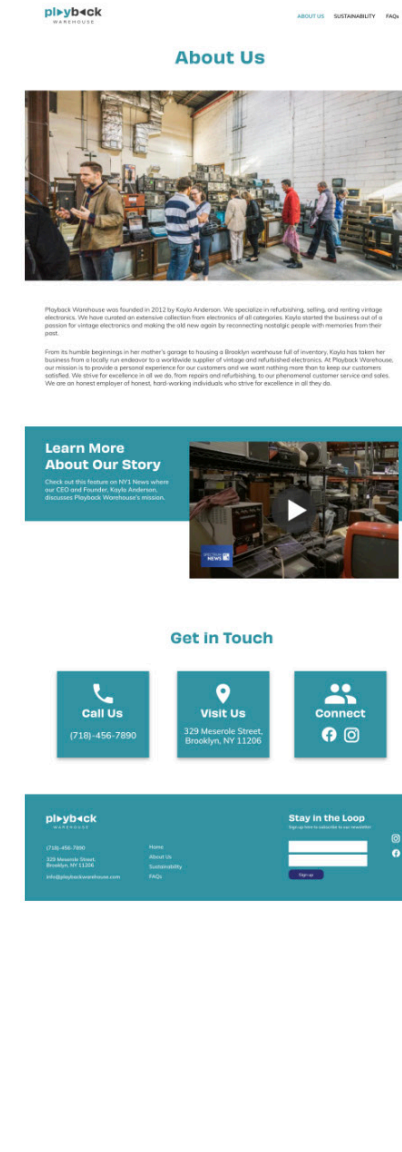 playback
WAREHOUSE
ABOUT US SUSTAINABILITY FAQs
About Us
Playback Warehouse was founded in 2012 by Kayla Anderson. We specialize in refurbishing, selling, and renting vintage
electronics. We have curated an extensive collection from electronics of all categories. Kayla started the business out of a
passion for vintage electronics and making the old new again by reconnecting nostalgic people with memories from their
past.
From its humble beginnings in her mother's garage to housing a Brooklyn warehouse full of inventory, Kayla has taken her
business from a locally run endeavor to a worldwide supplier of vintage and refurbished electronics. At Playback Warehouse,
our mission is to provide a personal experience for our customers and we want nothing more than to keep our customers
satisfied. We strive for excellence in all we do, from repairs and refurbishing, to our phenomenal customer service and sales.
We are an honest employer of honest, hard-working individuals who strive for excellence in all they do.
Learn More
About Our Story
Check out this feature on NY1 News where
our CEO and Founder, Kayla Anderson,
discusses Playback Warehouse's mission.
NEWS
Get in Touch
Call Us
(718)-456-7890
Visit Us
329 Meserole Street,
Brooklyn, NY 11206
Connect
playback
WAREHOUSE
(718)-456-7890
329 Meserole Street,
Brooklyn, NY 11206
info@playbackwarehouse.com
Home
About Us
Sustainability
FAQs
Stay in the Loop
Sign up here to subscribe to our newsletter
Sign up